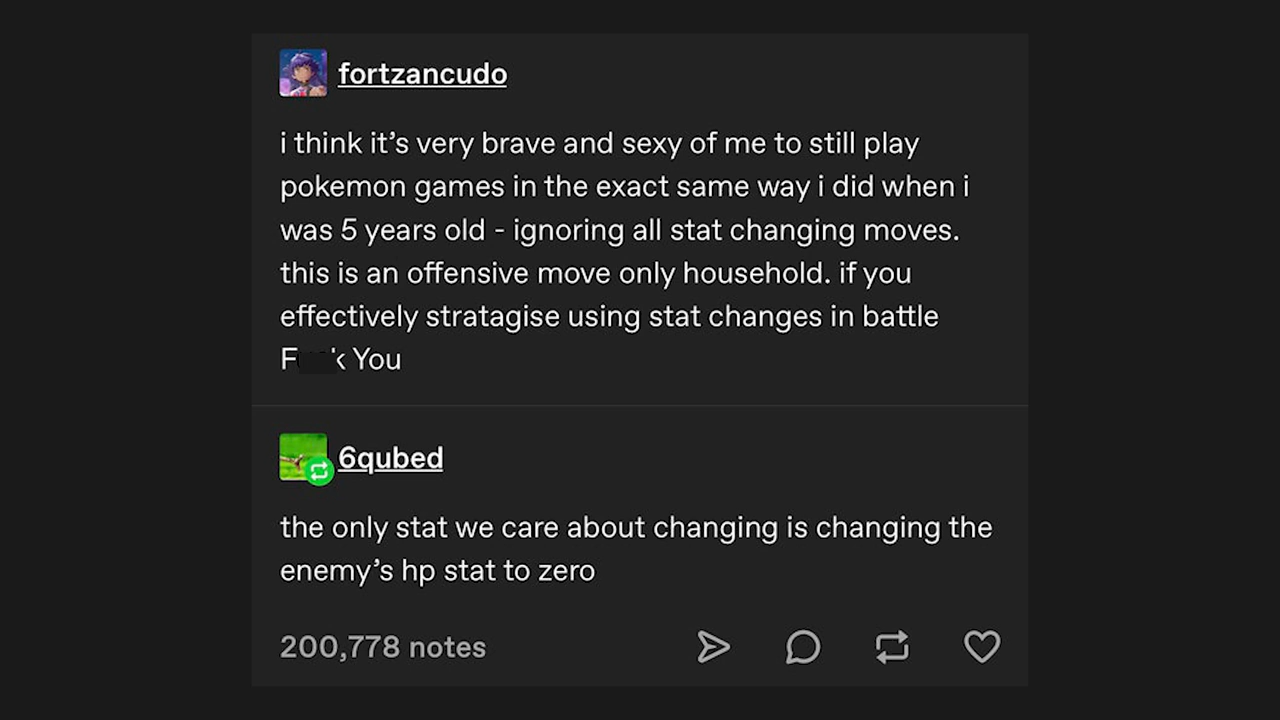 fortzancudo
i think it’s very brave and sexy of me to still play
pokemon games in the exact same way i did when i
was 5 years old - ignoring all stat changing moves.
this is an offensive move only household. if you
effectively stratagise using stat changes in battle
F k You
6qubed
the only stat we care about changing is changing the
enemy’s hp stat to zero
200,778 notes